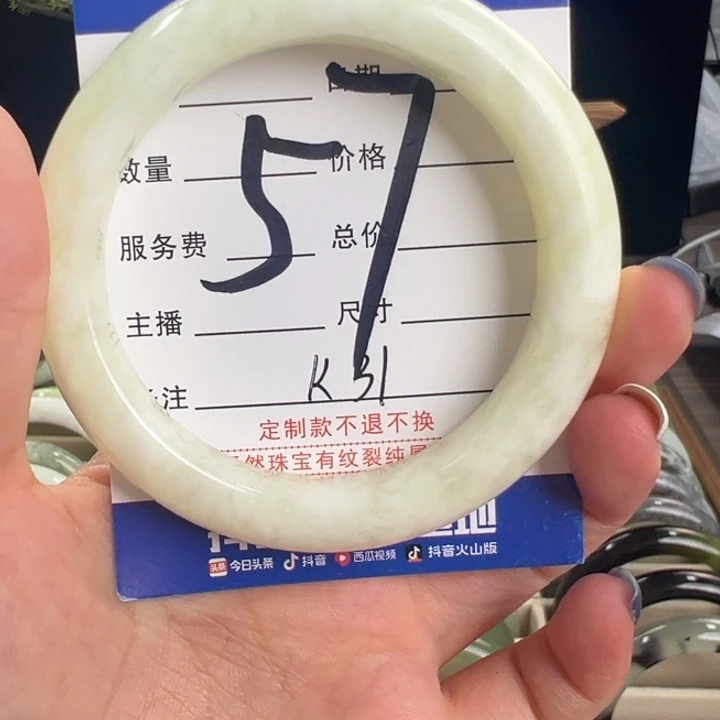 日期
数量 价格
57
服务费 总价
主播 尺寸
备注 K31
定制款不退不换
然珠宝有纹裂纯属
今日头条 抖音 西瓜视频 抖音火山版